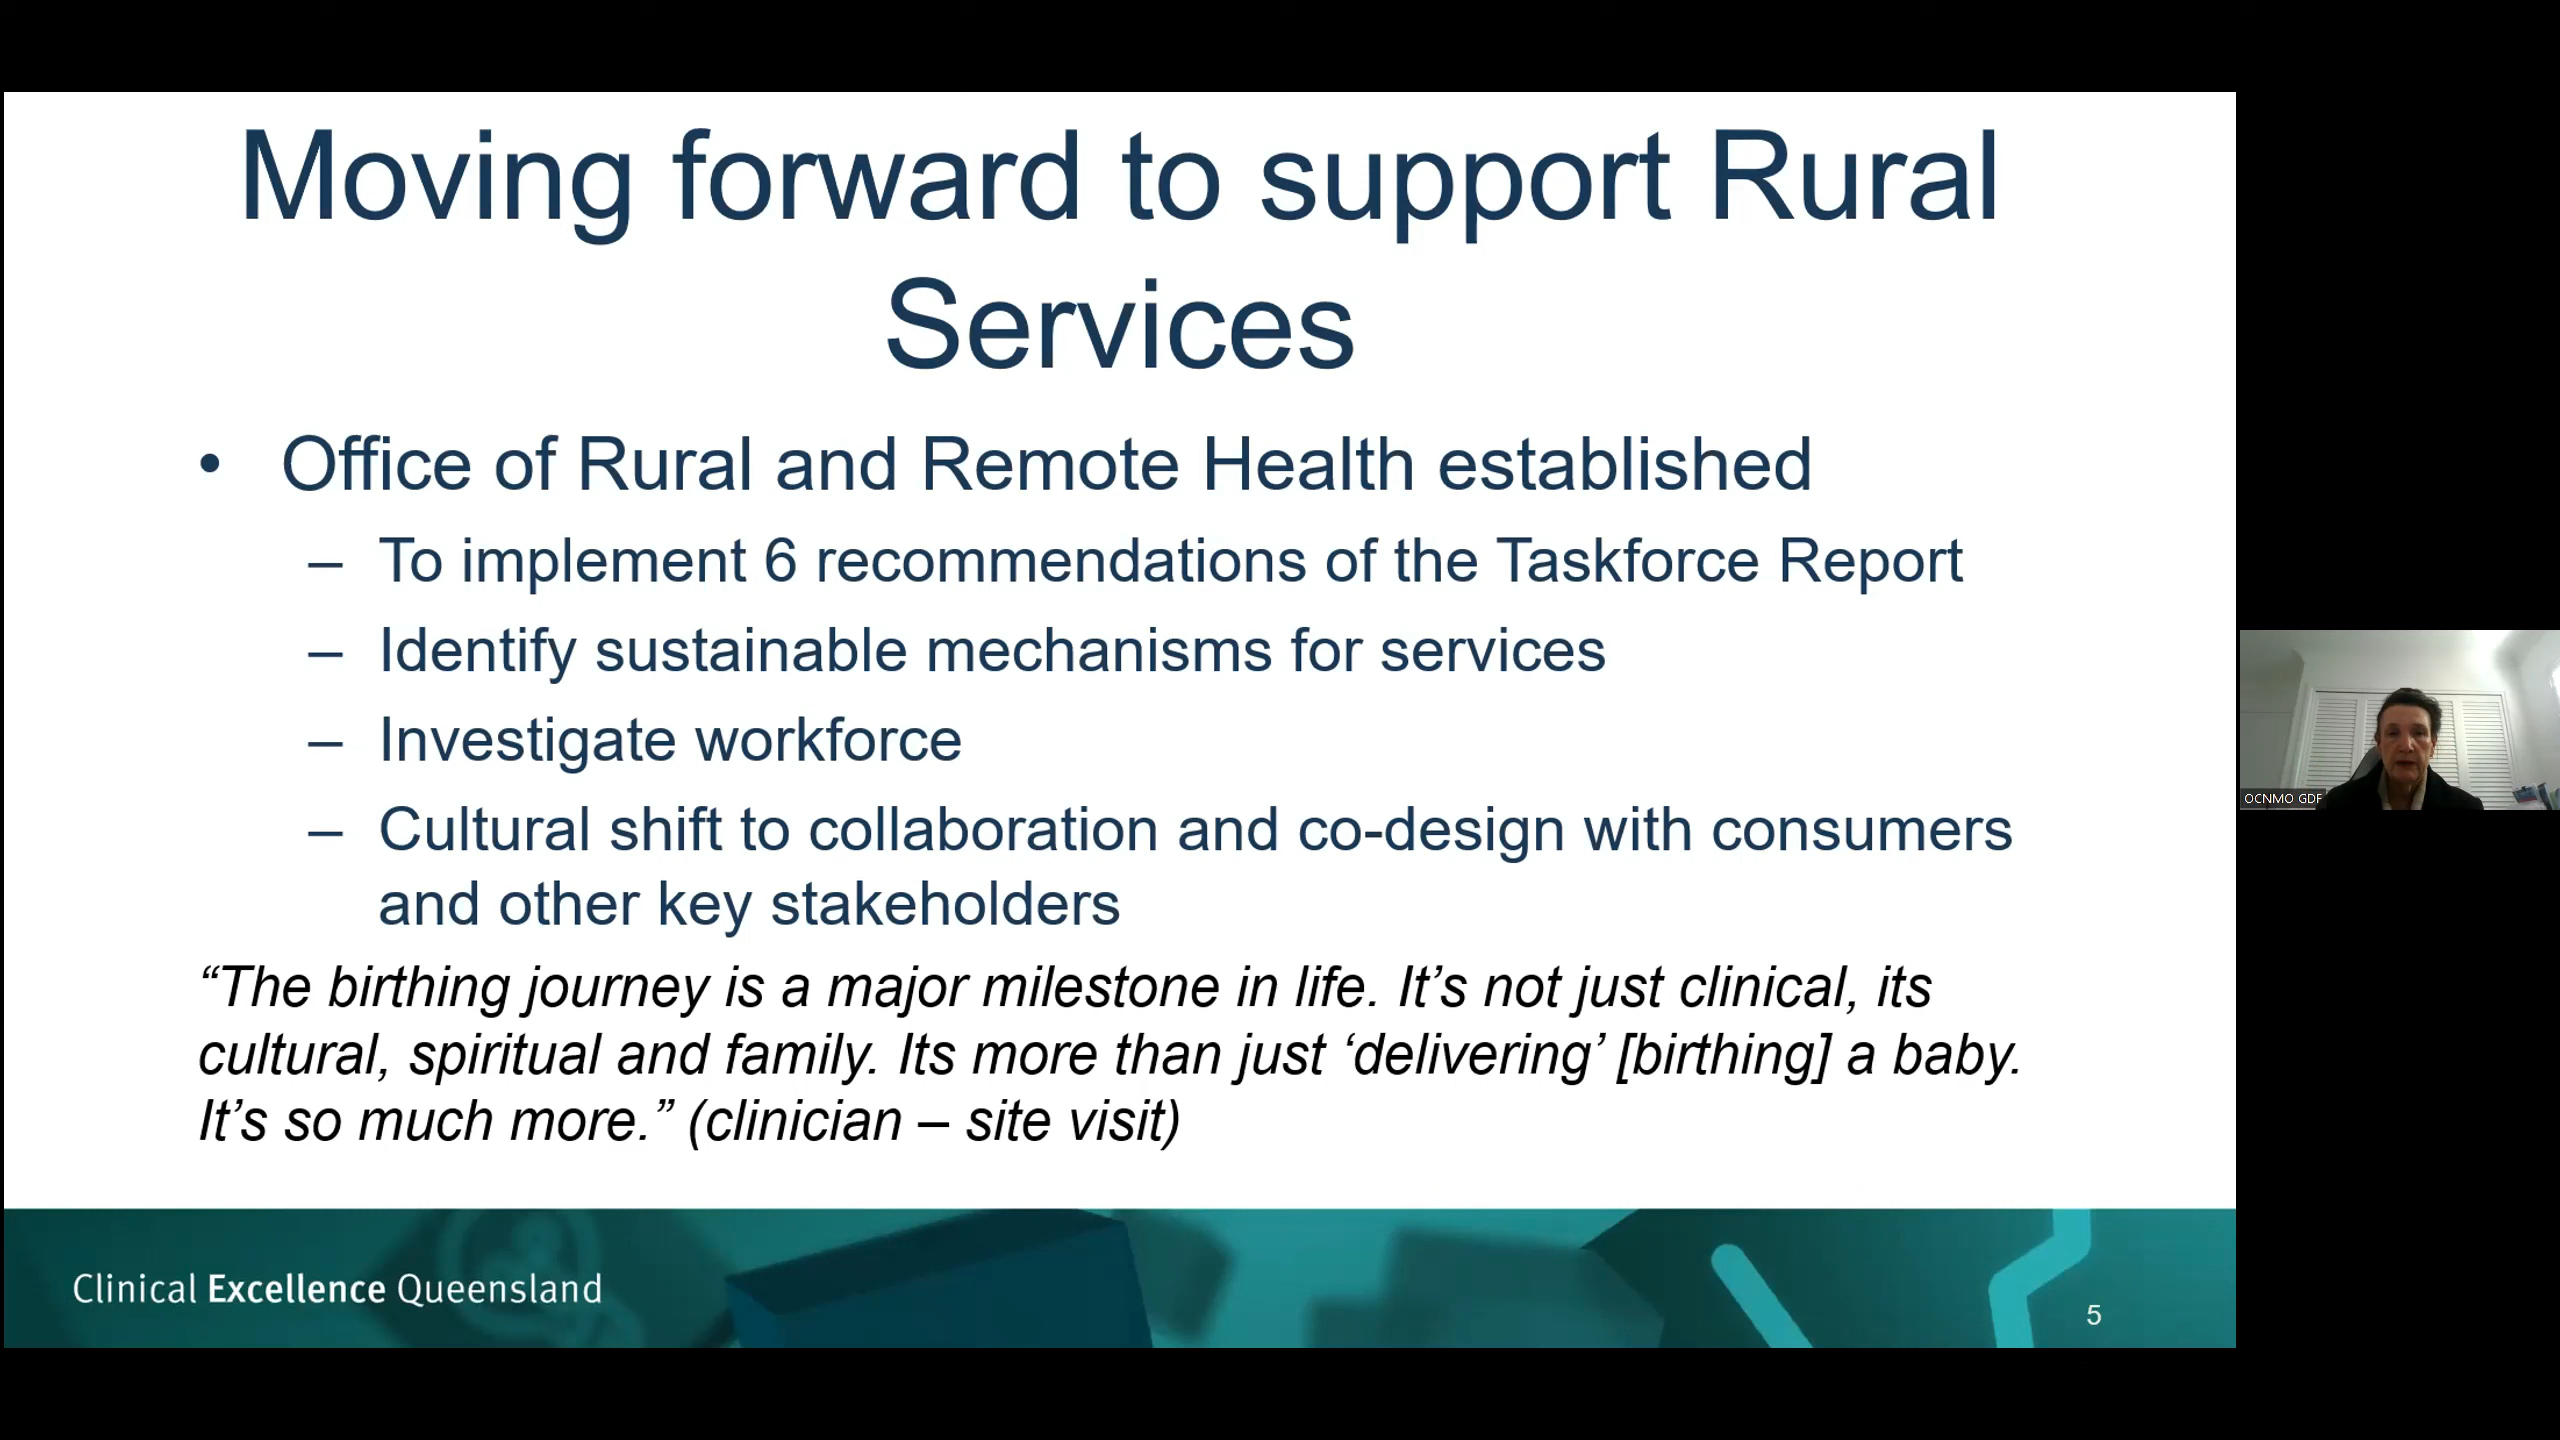 Moving forward to support Rural
Services
• Office of Rural and Remote Health established
– To implement 6 recommendations of the Taskforce Report
– Identify sustainable mechanisms for services
– Investigate workforce
– Cultural shift to collaboration and co-design with consumers
and other key stakeholders
“The birthing journey is a major milestone in life. It’s not just clinical, its
cultural, spiritual and family. Its more than just ‘delivering’ [birthing] a baby.
It’s so much more.” (clinician – site visit)
Clinical Excellence Queensland
5
OCNMO GDF